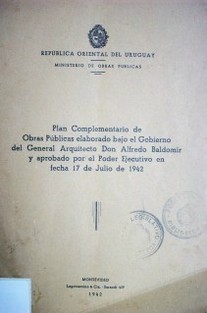 REPUBLICA ORIENTAL DEL URUGUAY
MINISTERIO DE OBRAS PUBLICAS
Plan Complementario de
Obras Públicas elaborado bajo el Gobierno
del General Arquitecto Don Alfredo Baldomir
y aprobado por el Poder Ejecutivo en
fecha 17 de Julio de 1942
MONTEVIDEO
1942